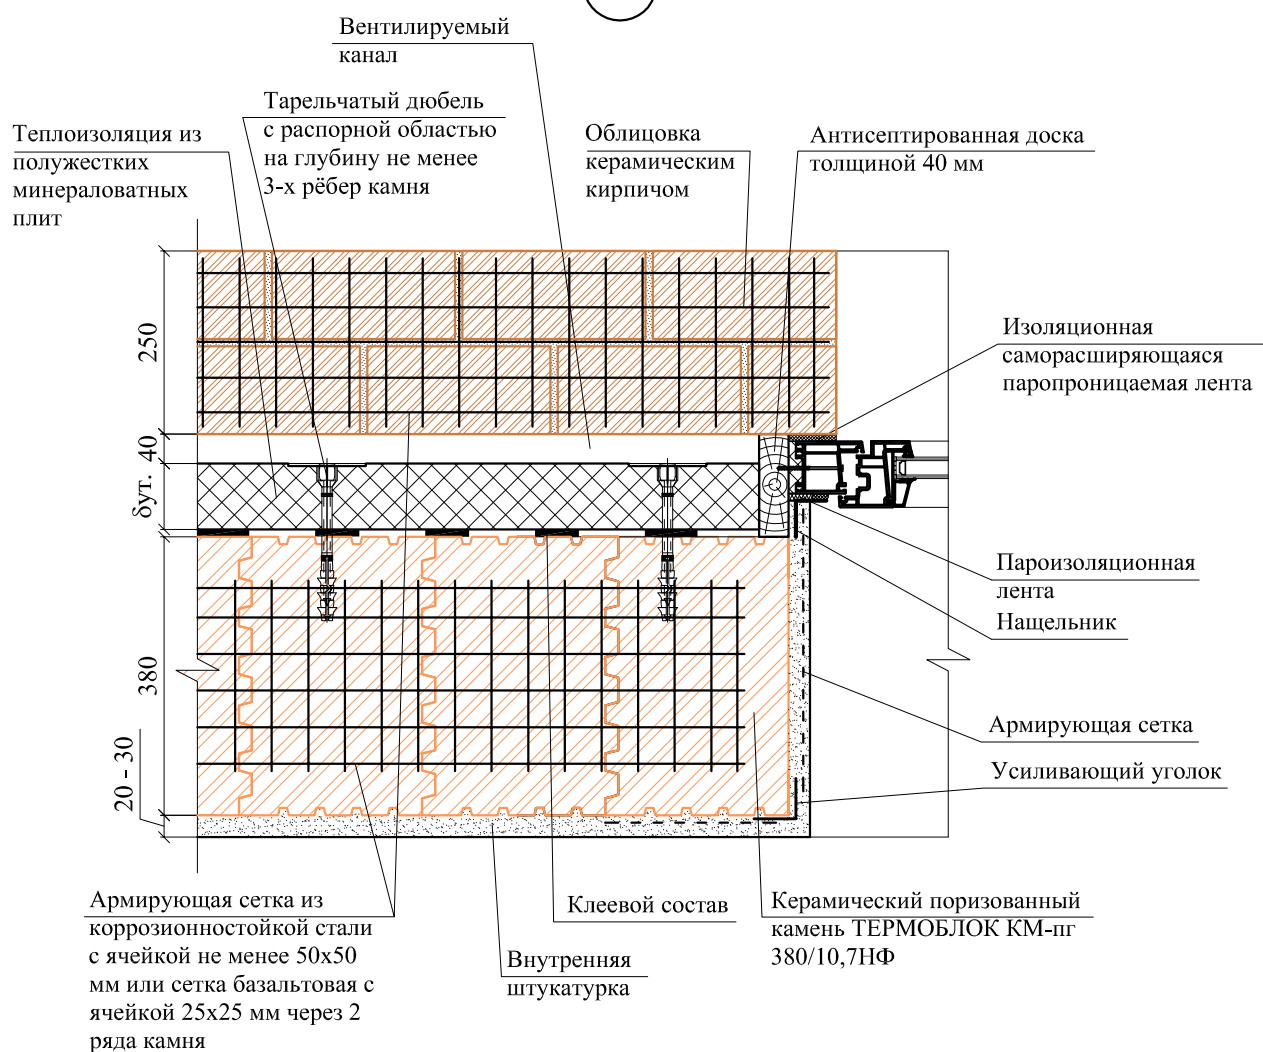 Вентилируемый
канал
Тарельчатый дюбель
с распорной областью
на глубину не менее
3-х рёбер камня
Теплоизоляция из
полужестких
минераловатных
плит
Облицовка
керамическим
кирпичом
Антисептированная доска
толщиной 40 мм
Изоляционная
саморасширяющаяся
паропроницаемая лента
250
40
бут.
380
20 - 30
Пароизоляционная
лента
Нащельник
Армирующая сетка
Усиливающий уголок
Армирующая сетка из
коррозионностойкой стали
с ячейкой не менее 50х50
мм или сетка базальтовая с
ячейкой 25х25 мм через 2
ряда камня
Клеевой состав
Внутренняя
штукатурка
Керамический поризованный
камень ТЕРМОБЛОК КМ-пг
380/10,7НФ